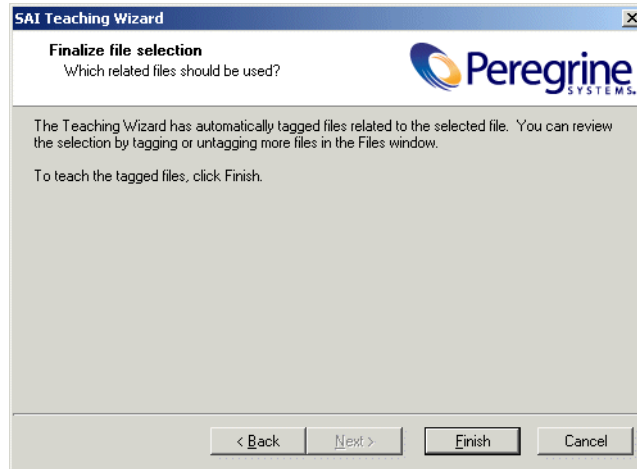 SAI Teaching Wizard
Finalize file selection
Which related files should be used?
Peregrine
SYSTEMS.
The Teaching Wizard has automatically tagged files related to the selected file. You can review
the selection by tagging or untagging more files in the Files window.
To teach the tagged files, click Finish.
< Back
Next >
Finish
Cancel